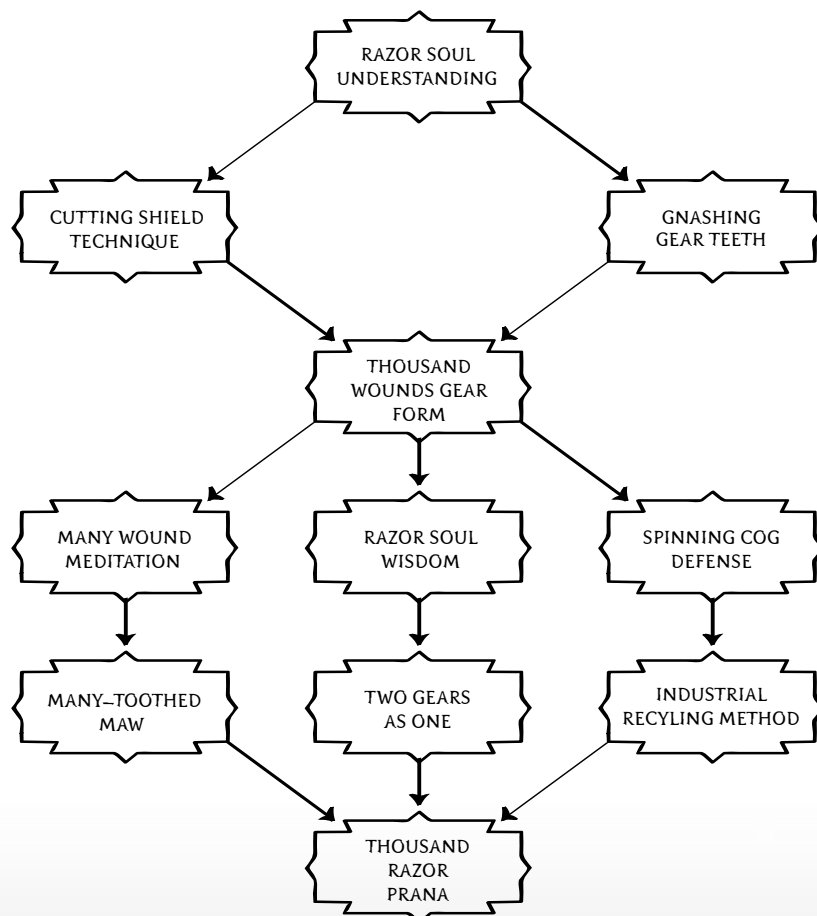 RAZOR SOUL
UNDERSTANDING
CUTTING SHIELD
TECHNIQUE
GNASHING
GEAR TEETH
THOUSAND
WOUNDS GEAR
FORM
MANY WOUND
MEDITATION
RAZOR SOUL
WISDOM
SPINNING COG
DEFENSE
MANY–TOOTHED
MAW
TWO GEARS
AS ONE
INDUSTRIAL
RECYLING METHOD
THOUSAND
RAZOR
PRANA